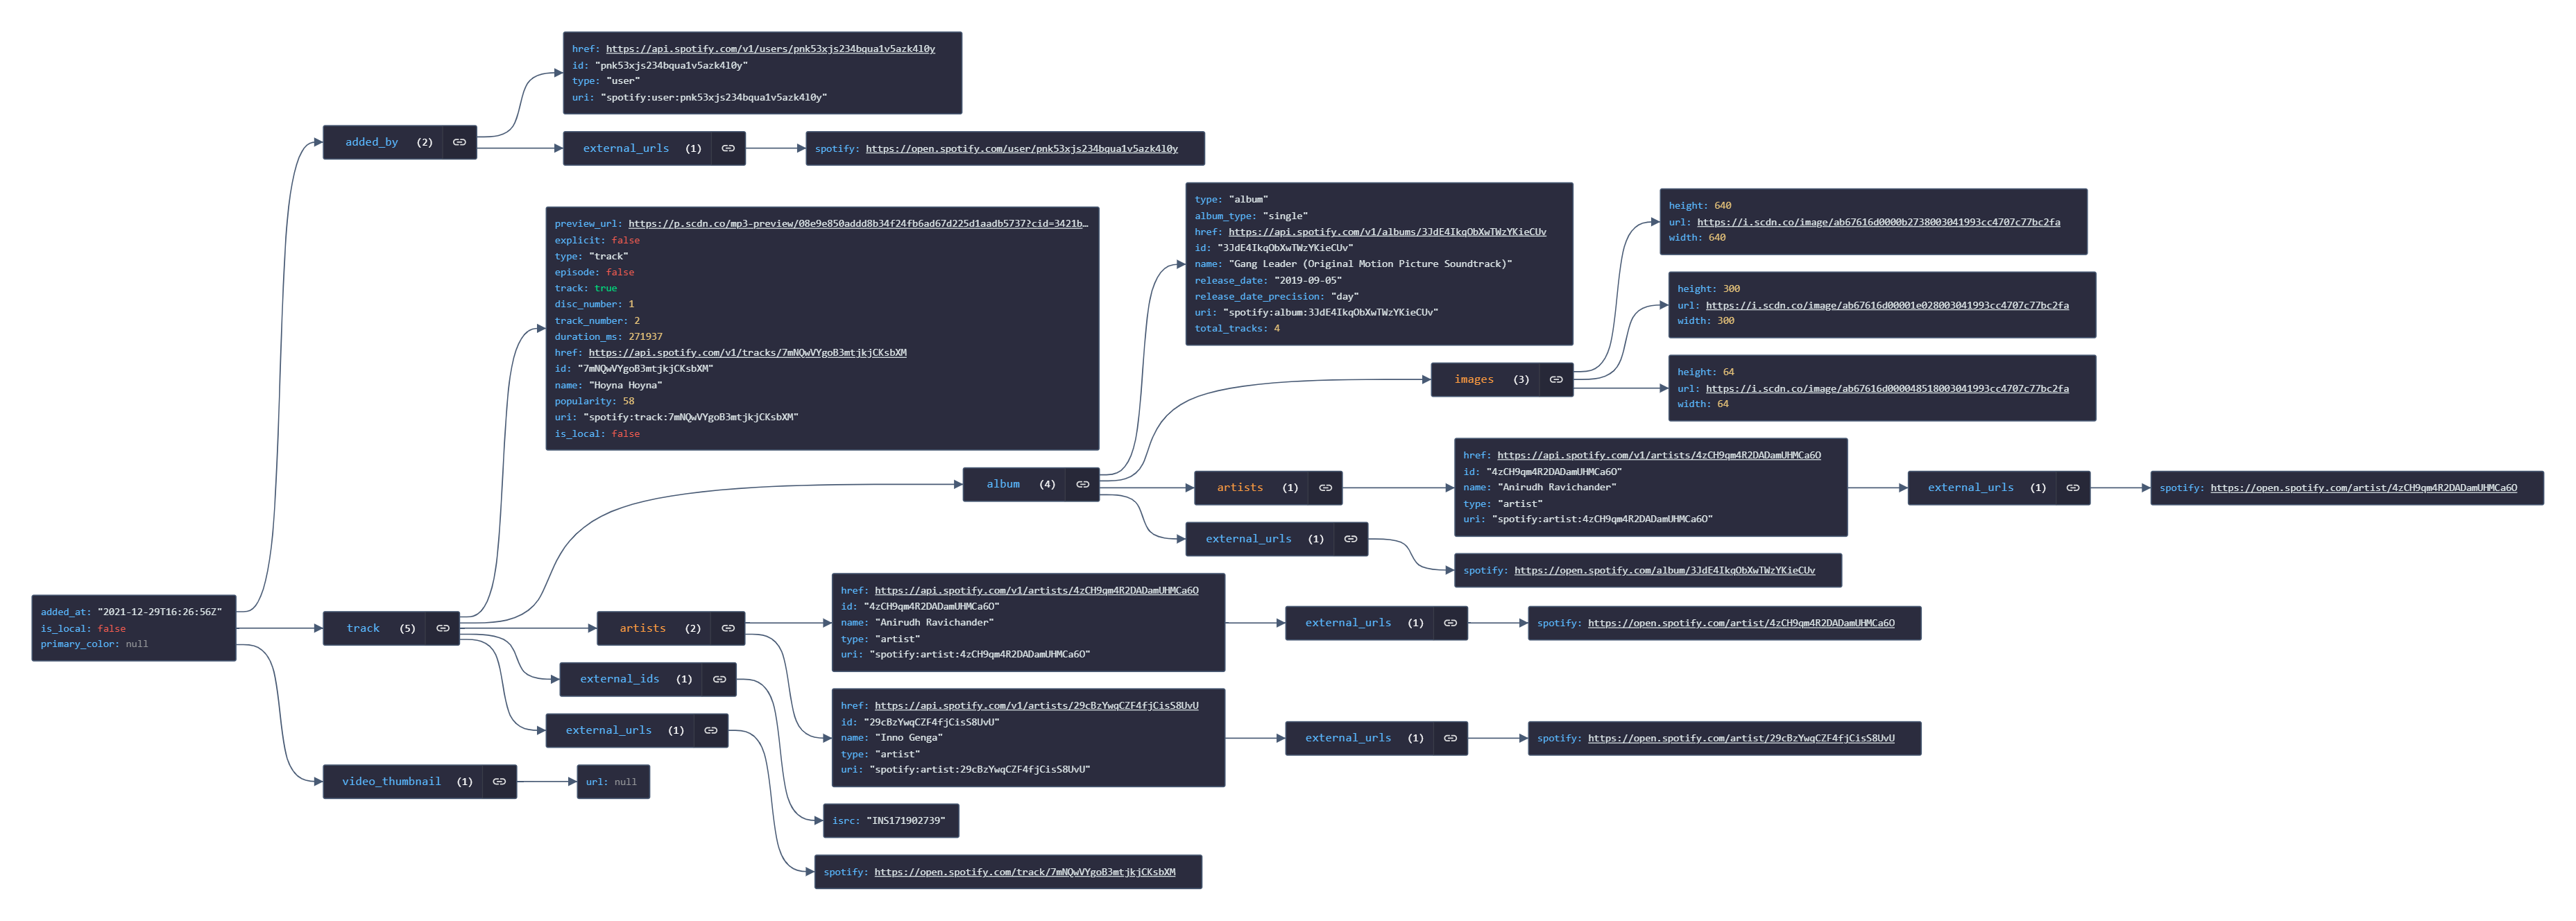 href: https://api.spotify.com/v1/users/pnk53xjs234bqua1v5azk4l0y
id: "pnk53xjs234bqua1v5azk4l0y"
type: "user"
uri: "spotify:user:pnk53xjs234bqua1v5azk4l0y"
added_by (2)
external_urls (1)
spotify: https://open.spotify.com/user/pnk53xjs234bqua1v5azk4l0y
preview_url: https://p.scdn.co/mp3-preview/08e9e850addd8b34f24fb6ad67d225d1aadb5737?cid=3421b…
explicit: false
type: "track"
episode: false
track: true
disc_number: 1
track_number: 2
duration_ms: 271937
href: https://api.spotify.com/v1/tracks/7mNQwVYgoB3mtjkjCKsbXM
id: "7mNQwVYgoB3mtjkjCKsbXM"
name: "Hoyna Hoyna"
popularity: 58
uri: "spotify:track:7mNQwVYgoB3mtjkjCKsbXM"
is_local: false
type: "album"
album_type: "single"
href: https://api.spotify.com/v1/albums/3JdE4IkqObXwTWzYKieCUv
id: "3JdE4IkqObXwTWzYKieCUv"
name: "Gang Leader (Original Motion Picture Soundtrack)"
release_date: "2019-09-05"
release_date_precision: "day"
uri: "spotify:album:3JdE4IkqObXwTWzYKieCUv"
total_tracks: 4
height: 640
url: https://i.scdn.co/image/ab67616d0000b2738003041993cc4707c77bc2fa
width: 640
height: 300
url: https://i.scdn.co/image/ab67616d00001e028003041993cc4707c77bc2fa
width: 300
images (3)
height: 64
url: https://i.scdn.co/image/ab67616d000048518003041993cc4707c77bc2fa
width: 64
album (4)
artists (1)
href: https://api.spotify.com/v1/artists/4zCH9qm4R2DADamUHMCa6O
id: "4zCH9qm4R2DADamUHMCa6O"
name: "Anirudh Ravichander"
type: "artist"
uri: "spotify:artist:4zCH9qm4R2DADamUHMCa6O"
external_urls (1)
spotify: https://open.spotify.com/artist/4zCH9qm4R2DADamUHMCa6O
external_urls (1)
spotify: https://open.spotify.com/album/3JdE4IkqObXwTWzYKieCUv
added_at: "2021-12-29T16:26:56Z"
is_local: false
primary_color: null
track (5)
artists (2)
href: https://api.spotify.com/v1/artists/4zCH9qm4R2DADamUHMCa6O
id: "4zCH9qm4R2DADamUHMCa6O"
name: "Anirudh Ravichander"
type: "artist"
uri: "spotify:artist:4zCH9qm4R2DADamUHMCa6O"
external_urls (1)
spotify: https://open.spotify.com/artist/4zCH9qm4R2DADamUHMCa6O
external_ids (1)
external_urls (1)
href: https://api.spotify.com/v1/artists/29cBzYwqCZF4fjCisS8UvU
id: "29cBzYwqCZF4fjCisS8UvU"
name: "Inno Genga"
type: "artist"
uri: "spotify:artist:29cBzYwqCZF4fjCisS8UvU"
external_urls (1)
spotify: https://open.spotify.com/artist/29cBzYwqCZF4fjCisS8UvU
video_thumbnail (1)
url: null
isrc: "INS171902739"
spotify: https://open.spotify.com/track/7mNQwVYgoB3mtjkjCKsbXM